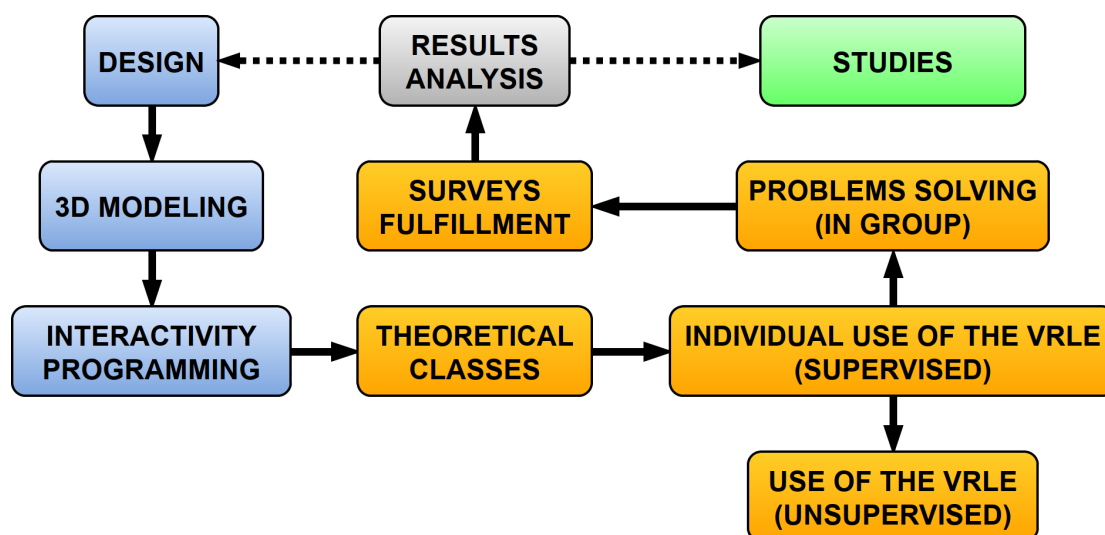 DESIGN
RESULTS
ANALYSIS
STUDIES
3D MODELING
SURVEYS
FULFILLMENT
PROBLEMS SOLVING
(IN GROUP)
INTERACTIVITY
PROGRAMMING
THEORETICAL
CLASSES
INDIVIDUAL USE OF THE VRLE
(SUPERVISED)
USE OF THE VRLE
(UNSUPERVISED)